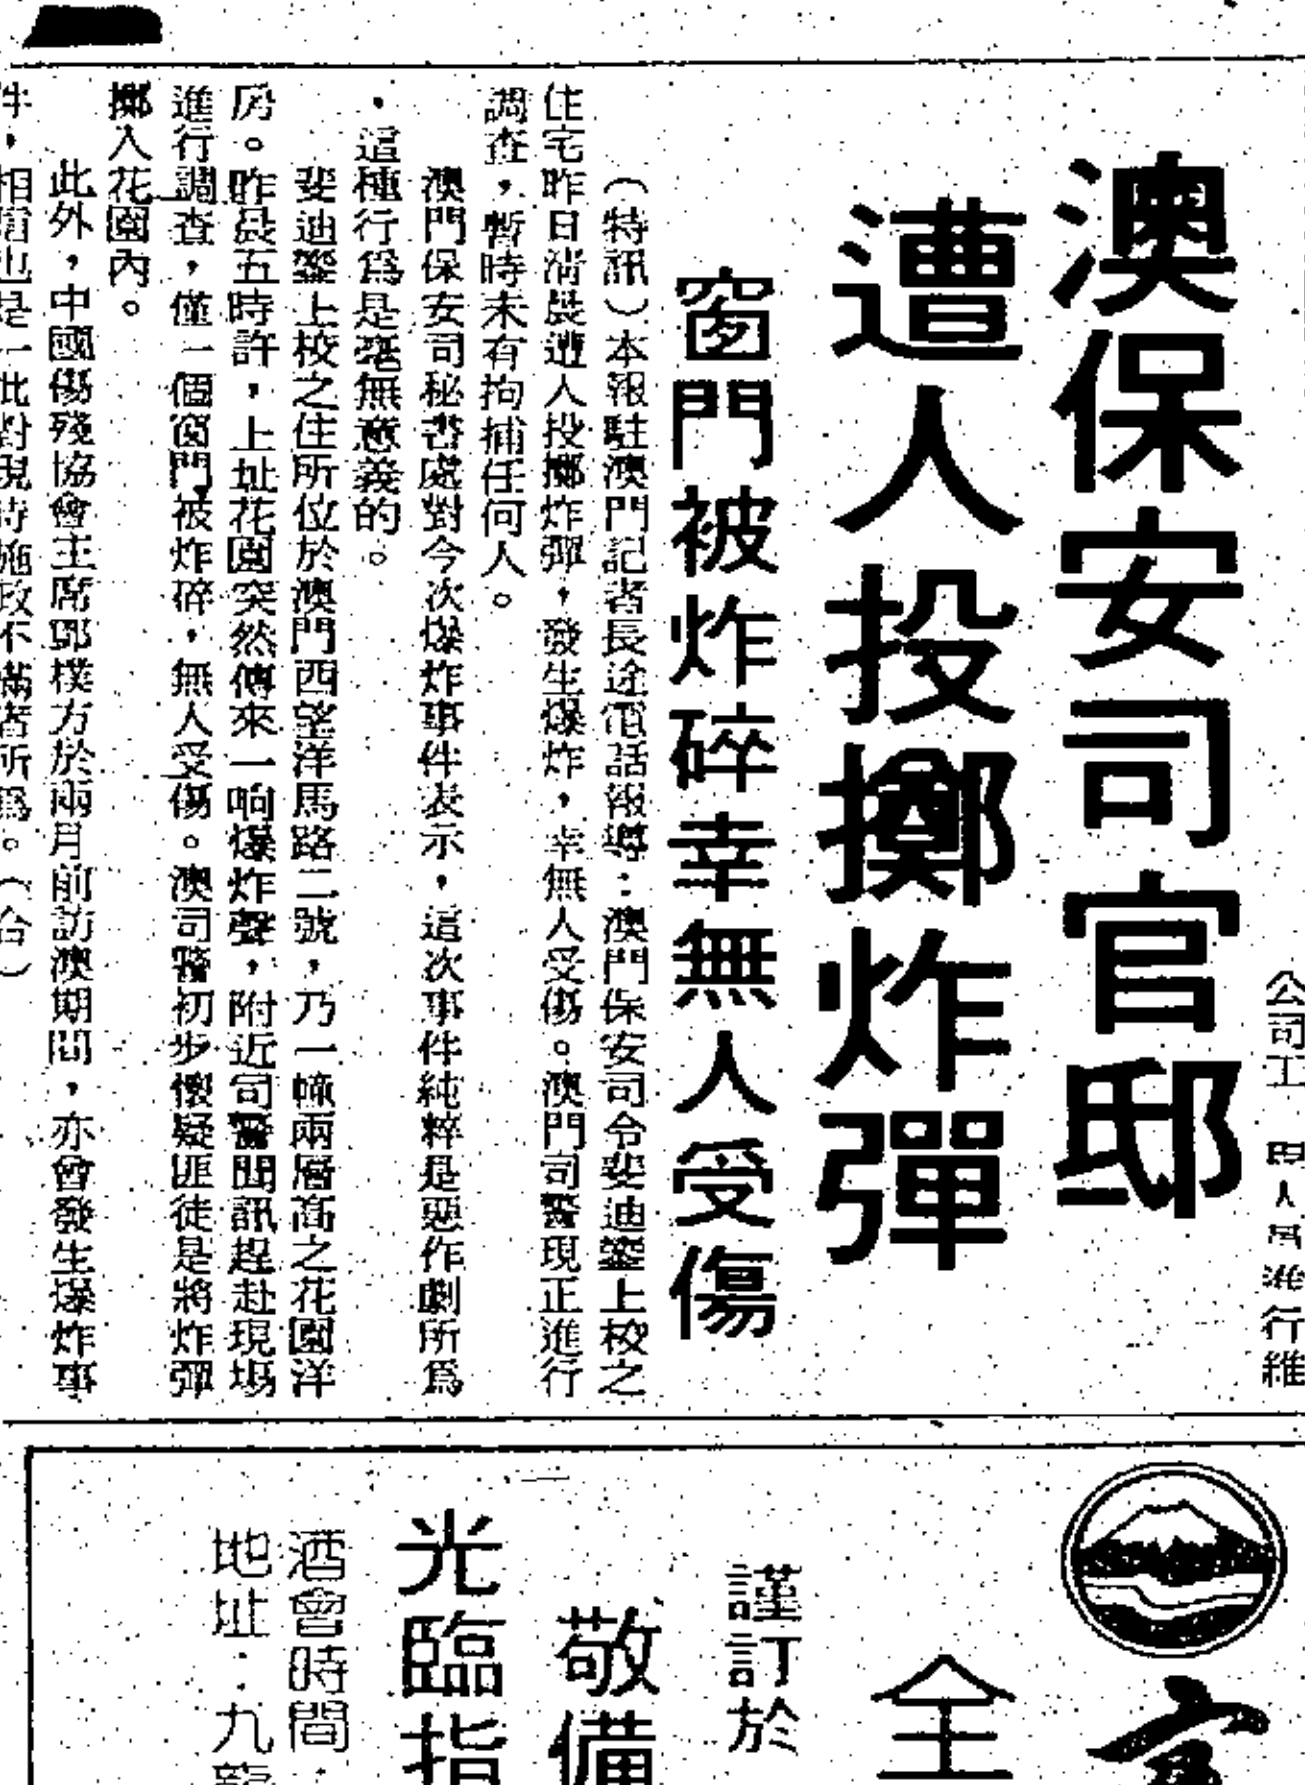 公司工
行維
澳保安司官邸
遭人投擲炸彈
窗門被炸碎幸無人受傷
（特訊）本報駐澳門記者長途電話報導：澳門保安司令斐迪鎏上校之
住宅昨日清晨遭人投擲炸彈，發生爆炸，幸無人受傷。澳門司警現正進行
調查，暫時未有拘捕任何人。
澳門保安司秘書處對今次爆炸事件表示，這次事件純粹是惡作劇所為
，這種行為是毫無意義的。
斐迪鎏上校之住所位於澳門西望洋馬路二號，乃一幢兩層高之花園洋
房。昨晨五時許，上址花園突然傳來一响爆炸聲，附近司警聞訊趕赴現場
進行調查，僅一個窗門被炸碎，無人受傷。澳司警初步懷疑匪徒是將炸彈
擲入花園內。
此外，中國傷殘協會主席鄧樸方於兩月前訪澳期間，亦曾發生爆炸事
件，相信也是一批對現時施政不滿者所為。（合）
全
謹訂於
敬備
光臨指
酒會時間：
地址：九龍